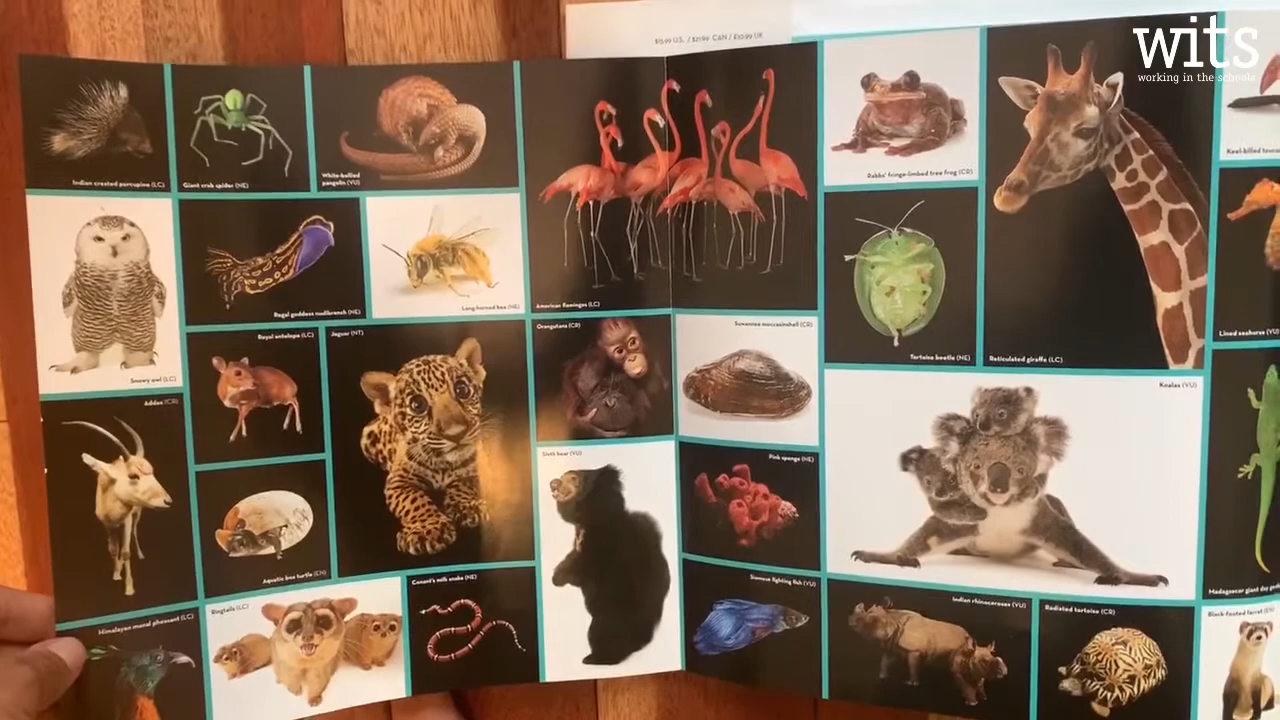 $15.99 U.S. / $21.99 CAN / £10.99 UK
wits
working in the schools
Indian crested porcupine (LC)
Giant crab spider (NE)
White-bellied
pangolin (VU)
American flamingos (LC)
Rabbs' fringe-limbed tree frog (CR)
Reticulated giraffe (LC)
Snowy owl (LC)
Regal goddess nudibranch (NE)
Long-horned bee (NE)
Tortoise beetle (NE)
Lined seahorse (VU)
Royal antelope (LC)
Jaguar (NT)
Orangutans (CR)
Suwannee moccasinshell (CR)
Koalas (VU)
Addax (CR)
Aquatic box turtle (EN)
Sloth bear (VU)
Pink sponge (NE)
Madagascar giant day
Himalayan monal pheasant (LC)
Ringtails (LC)
Conant's milk snake (NE)
Siamese fighting fish (VU)
Indian rhinoceroses (VU)
Radiated tortoise (CR)
Black-footed ferret (EN)